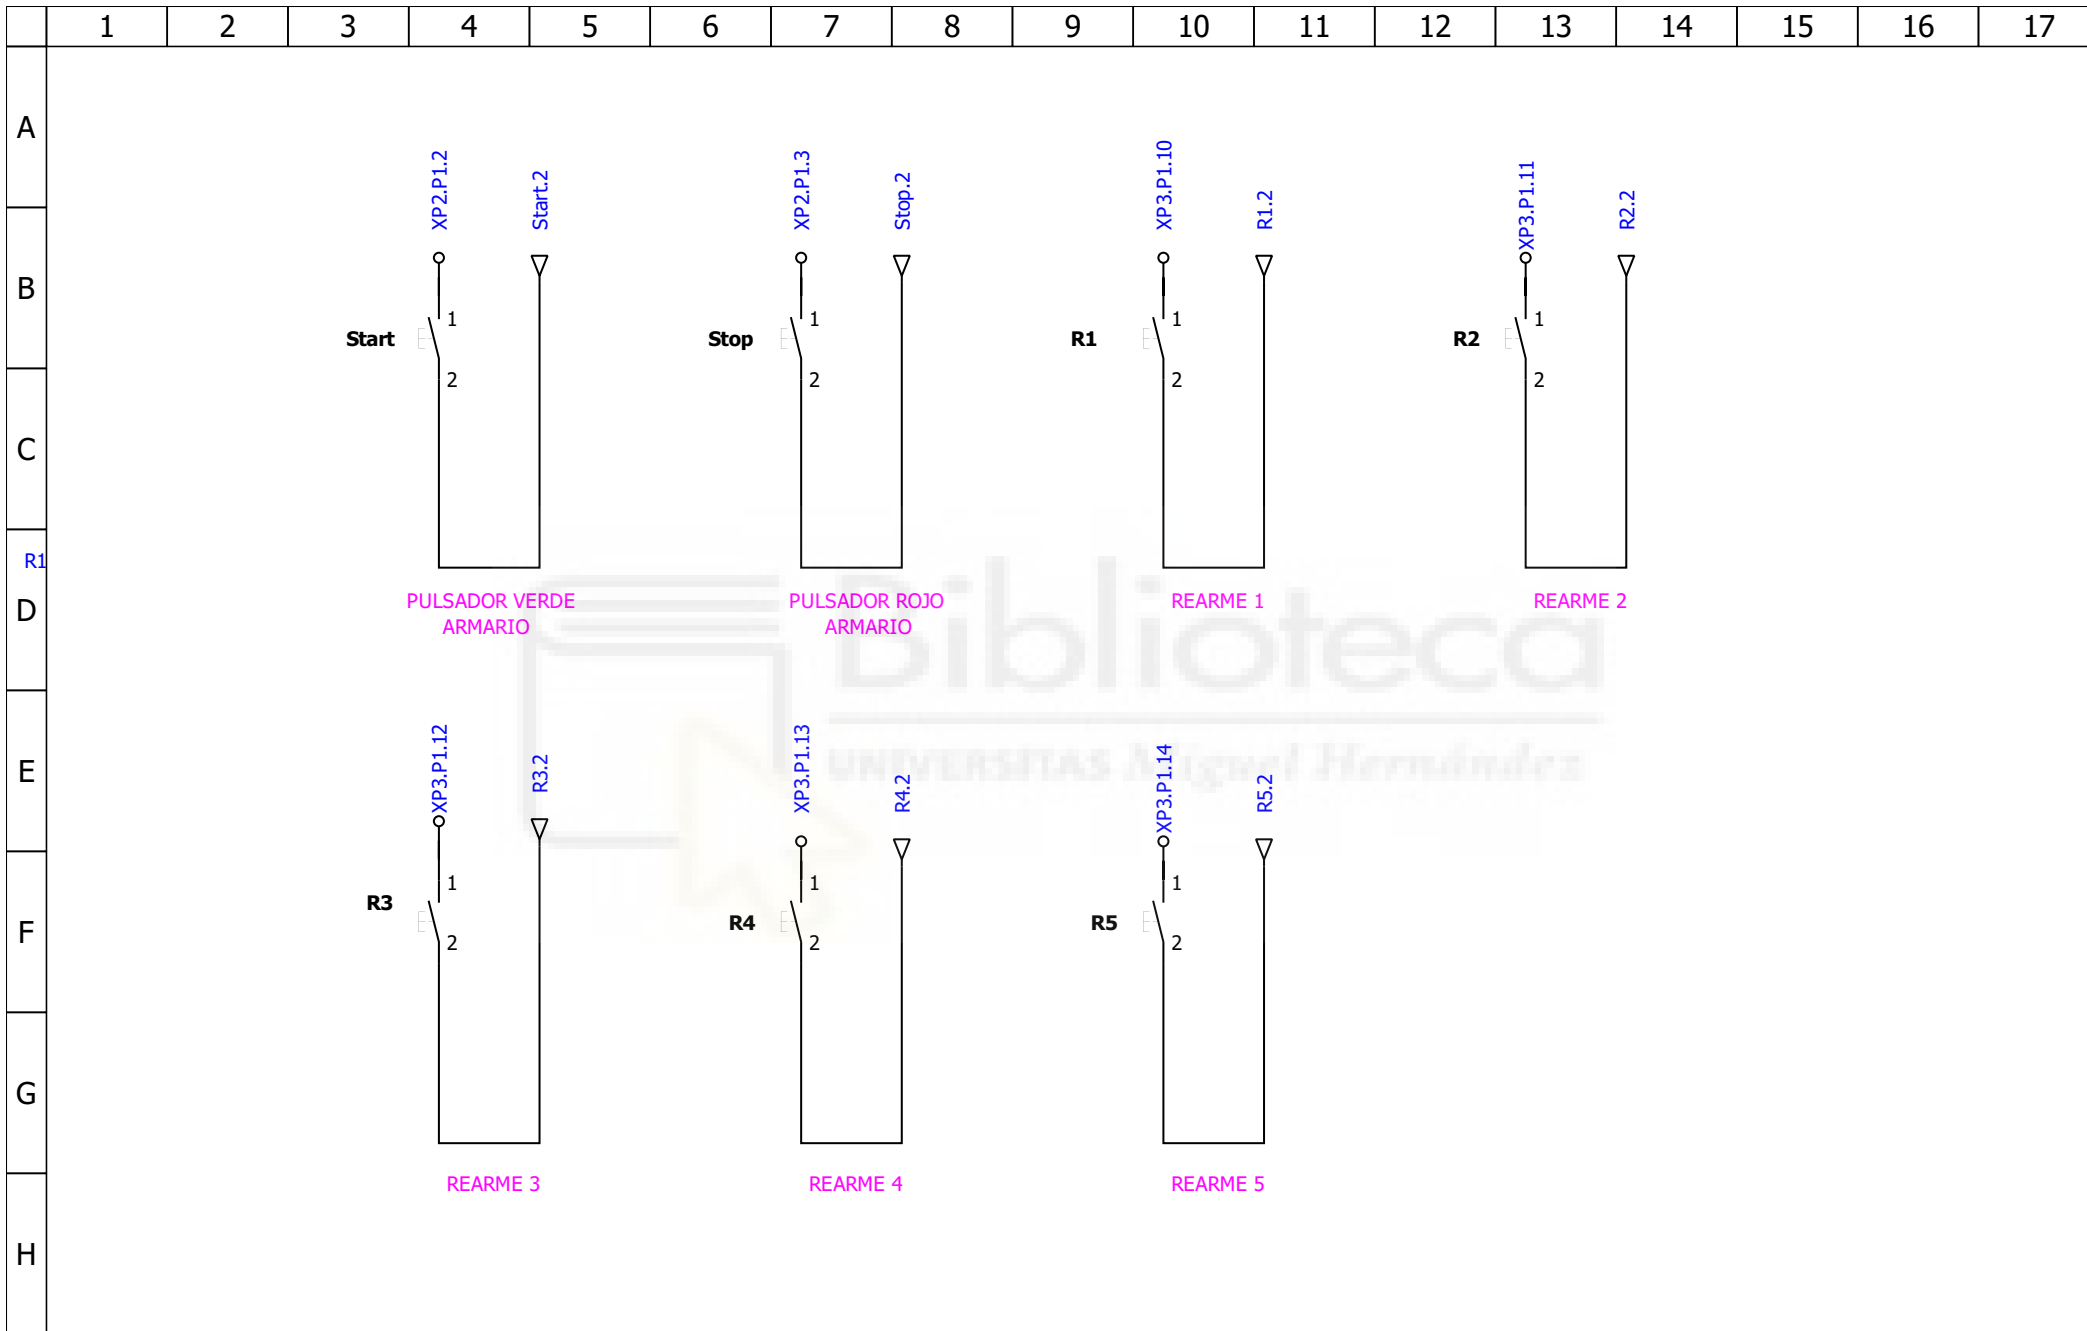 1 2 3 4 5 6 7 8 9 10 11 12 13 14 15 16 17
A
XP2.P1.2
Start.2
XP2.P1.3
Stop.2
XP3.P1.10
R1.2
XP3.P1.11
R2.2
B
1
1
1
1
Start
Stop
R1
R2
2
2
2
2
C
R1
D
PULSADOR VERDE
ARMARIO
PULSADOR ROJO
ARMARIO
REARME 1
REARME 2
Biblioteca
UNIVERSITAS Miguel Hernández
E
XP3.P1.12
R3.2
XP3.P1.13
R4.2
XP3.P1.14
R5.2
1
1
1
R3
R4
R5
F
2
2
2
G
REARME 3
REARME 4
REARME 5
H